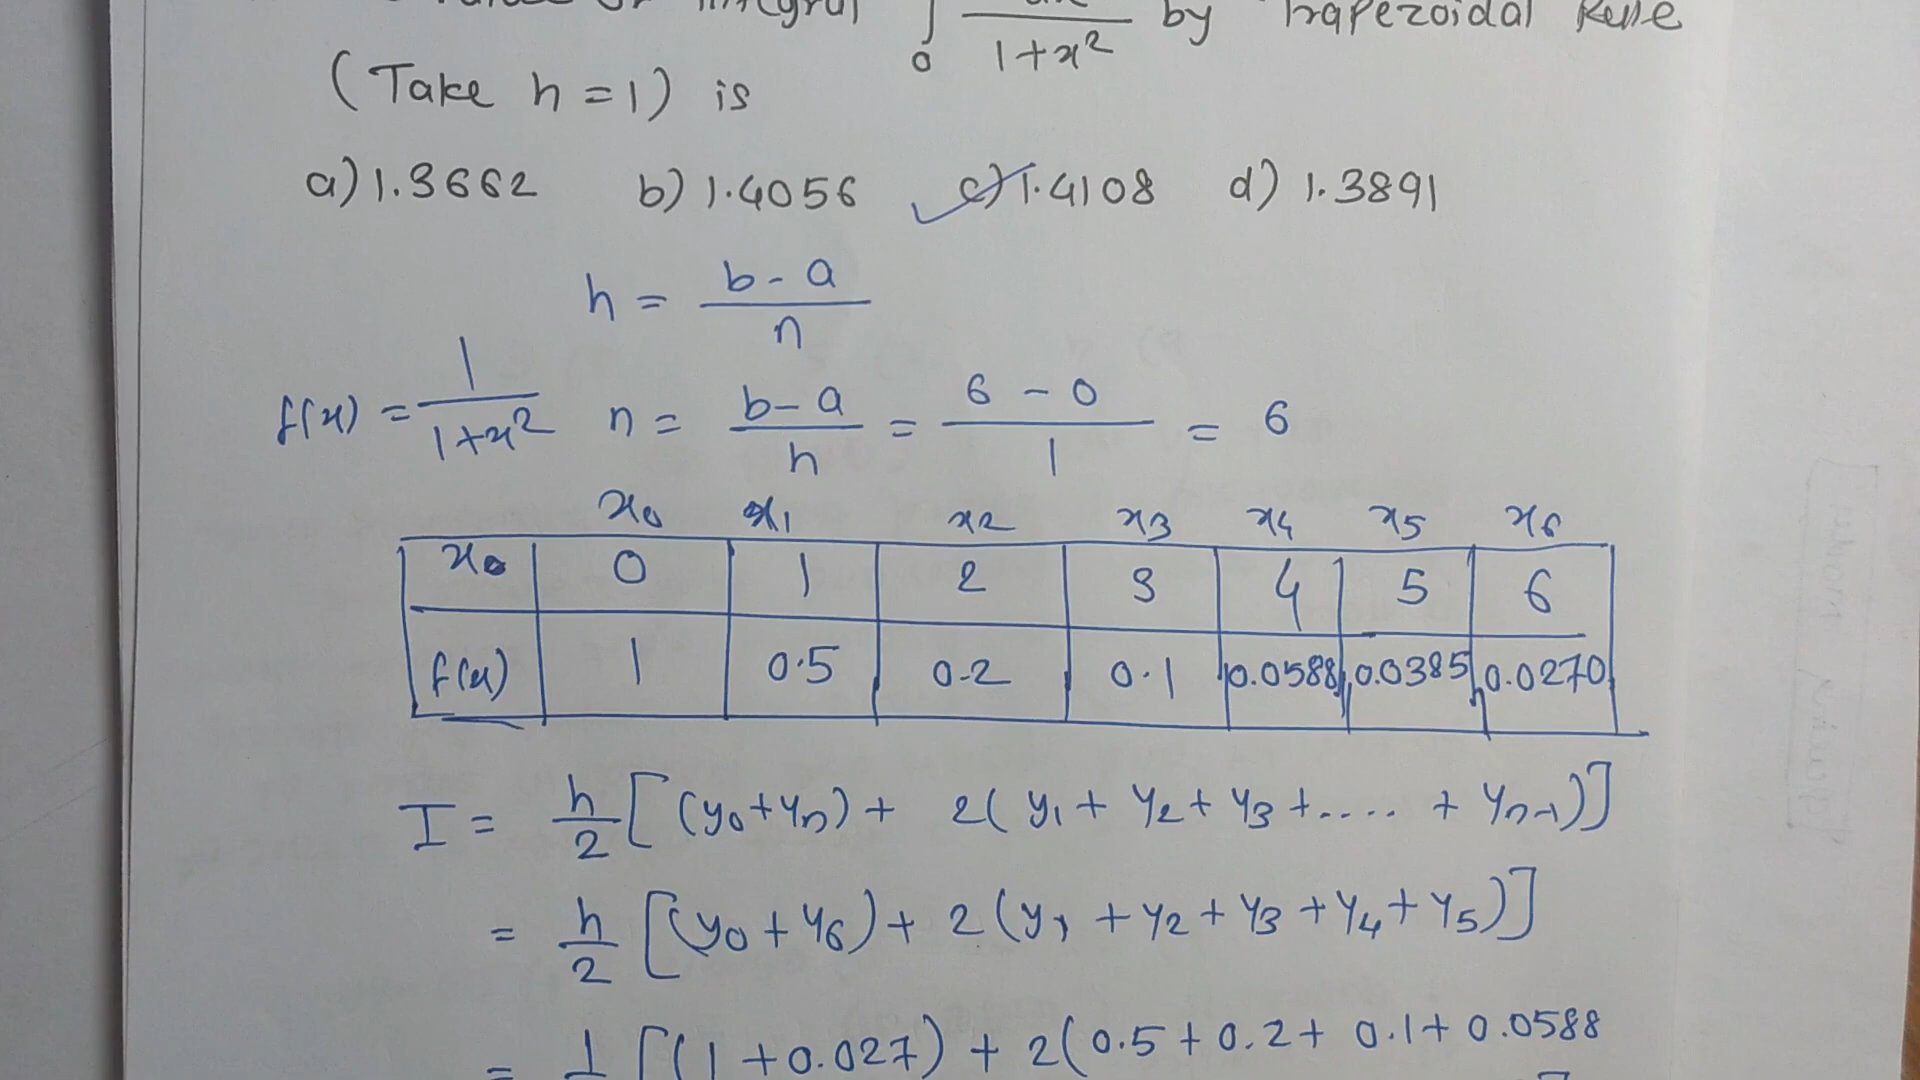 integral ∫ 0 dx/1+x² by Trapezoidal Rule
(Take h=1) is
a) 1.3662 b) 1.4056 c) 1.4108 d) 1.3891
h = b-a/n
f(x) = 1/1+x² n = b-a/h = 6-0/1 = 6
x₀ x₁ x₂ x₃ x₄ x₅ x₆
x 0 1 2 3 4 5 6
f(x) 1 0.5 0.2 0.1 0.0588 0.0385 0.0270
I = h/2 [(y₀+yₙ) + 2(y₁+y₂+y₃+....+yₙ₋₁)]
= h/2 [(y₀+y₆)+2(y₁+y₂+y₃+y₄+y₅)]
= 1 [(1+0.027)+2(0.5+0.2+0.1+0.0588